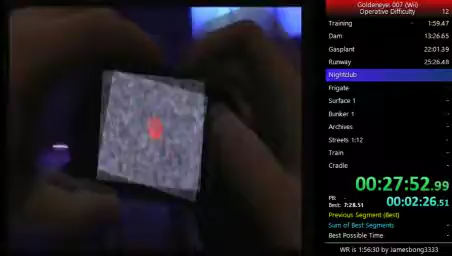 Goldeneye 007 (Wii)
Operative Difficulty 12
Training - 1:59.47
Dam 13:26.65
Gasplant 22:01.39
Runway 25:26.48
Nightclub
Frigate -
Surface 1 -
Bunker 1 -
Archives -
Streets 1:12 -
Train -
Cradle -
00:27:52.99
PB: -
Best: 7:28.51 00:02:26.51
Previous Segment (Best)
Sum of Best Segments -
Best Possible Time -
WR is 1:56:30 by Jamesbong3333